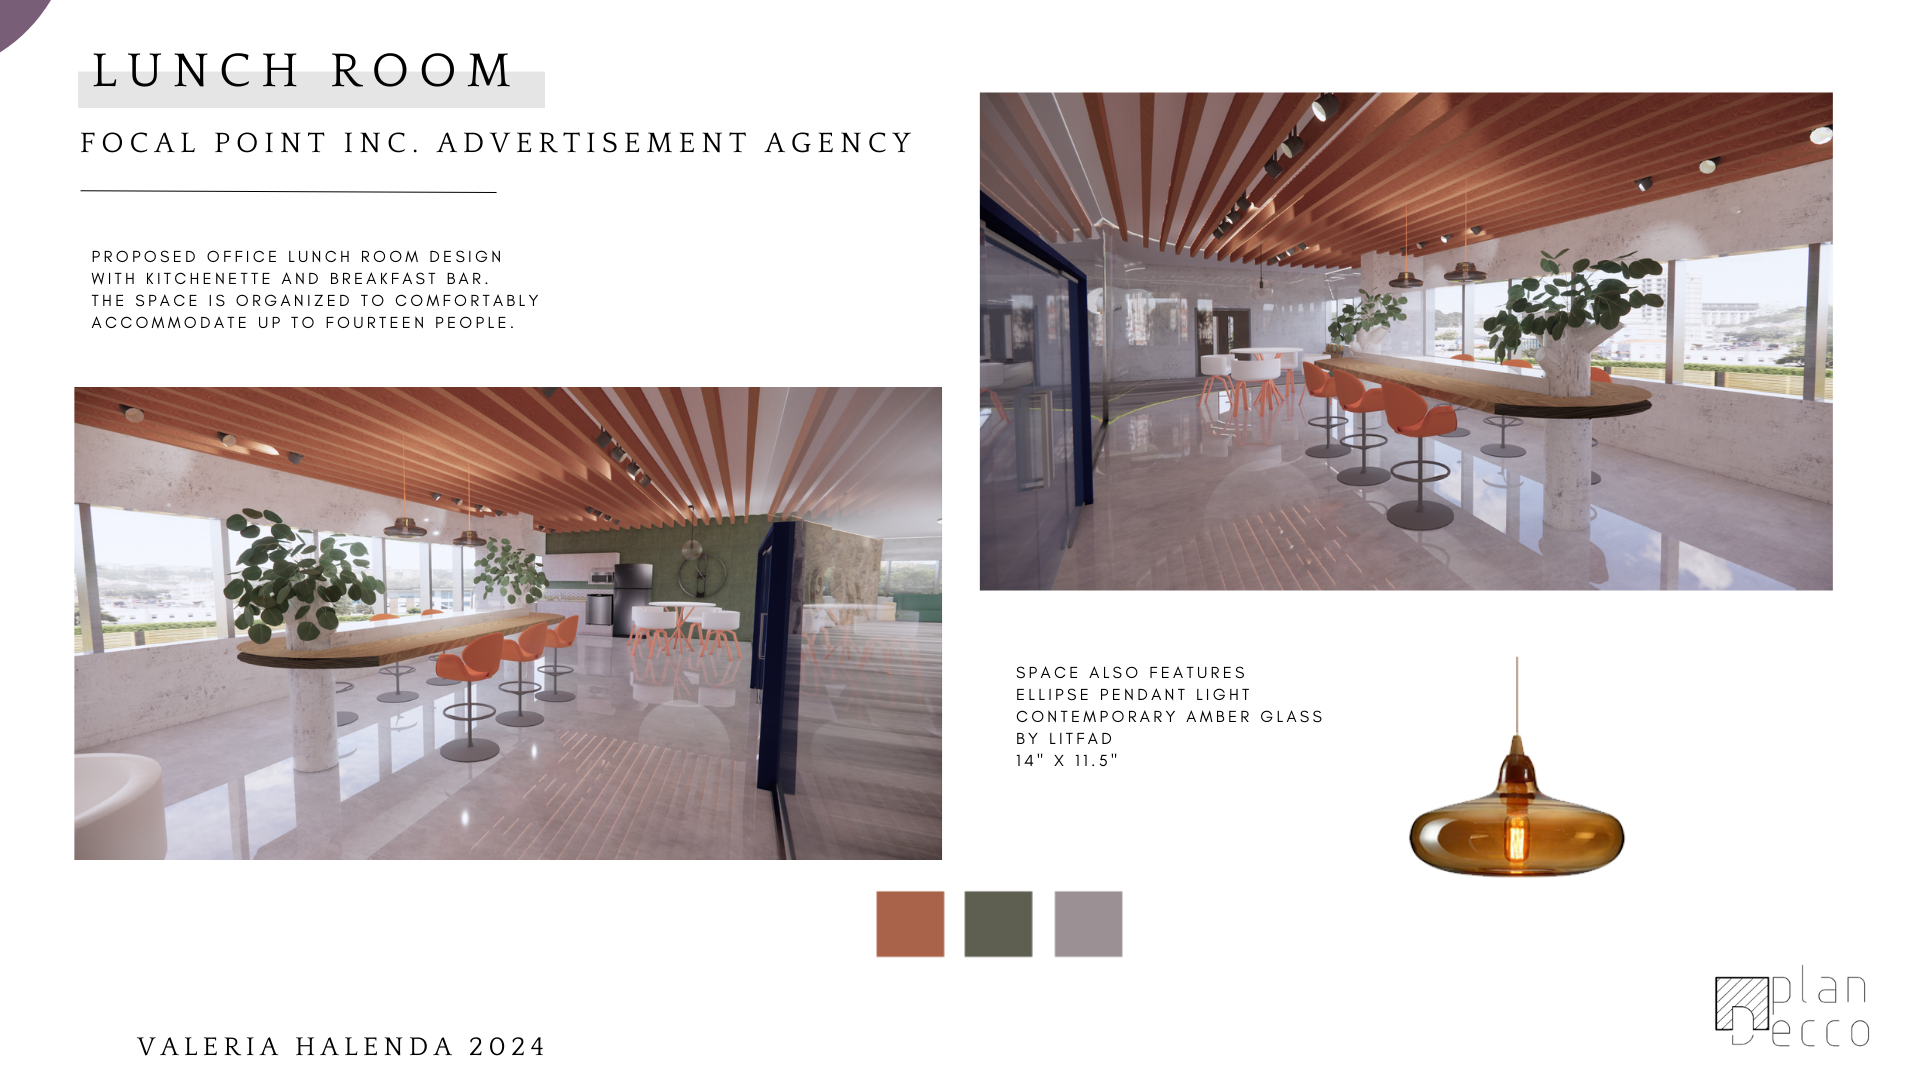 LUNCH ROOM
FOCAL POINT INC. ADVERTISEMENT AGENCY
PROPOSED OFFICE LUNCH ROOM DESIGN
WITH KITCHENETTE AND BREAKFAST BAR.
THE SPACE IS ORGANIZED TO COMFORTABLY
ACCOMMODATE UP TO FOURTEEN PEOPLE.
SPACE ALSO FEATURES
ELLIPSE PENDANT LIGHT
CONTEMPORARY AMBER GLASS
BY LITFAD
14" X 11.5"
VALERIA HALENDA 2024
plan
Decco